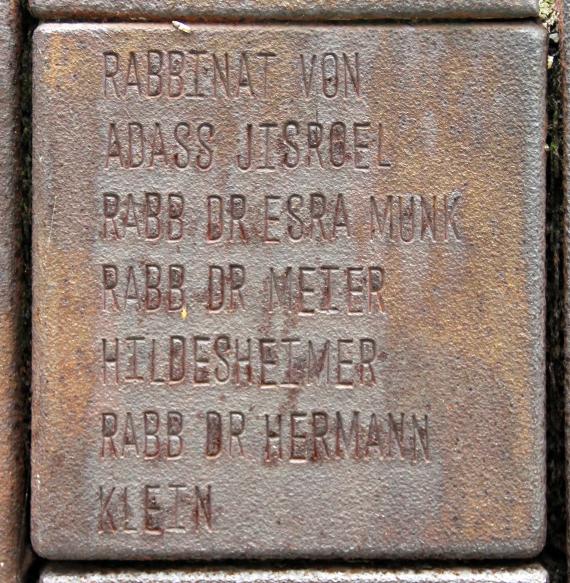 RABBINAT VON
ADASS JISROEL
RABB DR ESRA MUNK
RABB DR MEIER
HILDESHEIMER
RABB DR HERMANN
KLEIN